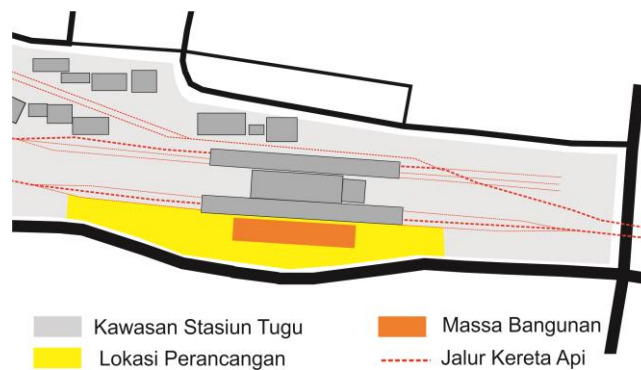 Kawasan Stasiun Tugu
Lokasi Perancangan
Massa Bangunan
Jalur Kereta Api